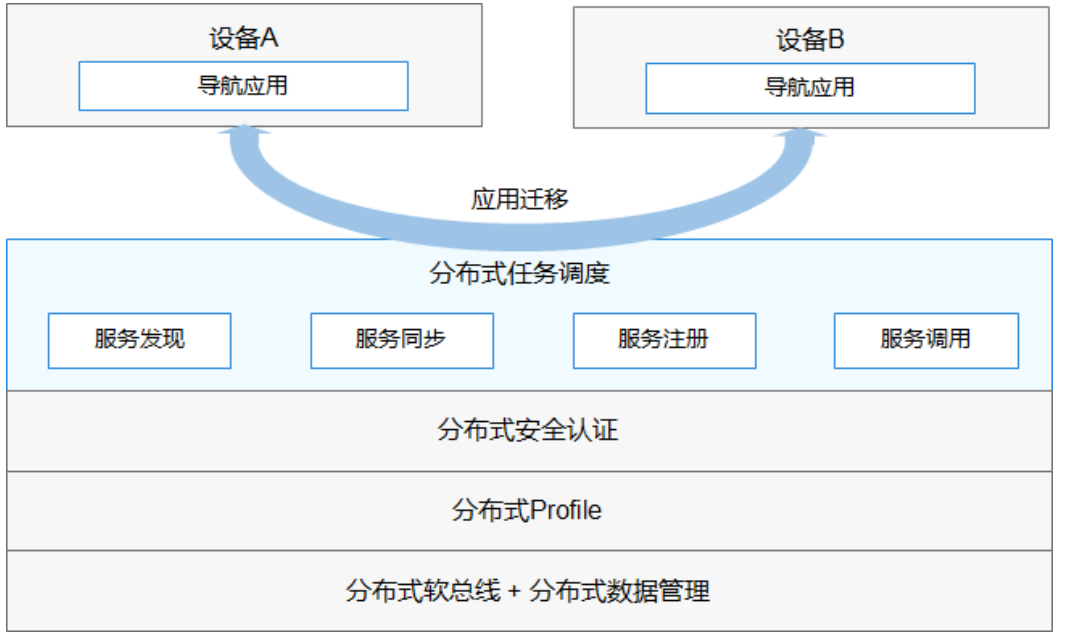 设备A
导航应用
设备B
导航应用
应用迁移
分布式任务调度
服务发现
服务同步
服务注册
服务调用
分布式安全认证
分布式Profile
分布式软总线 + 分布式数据管理